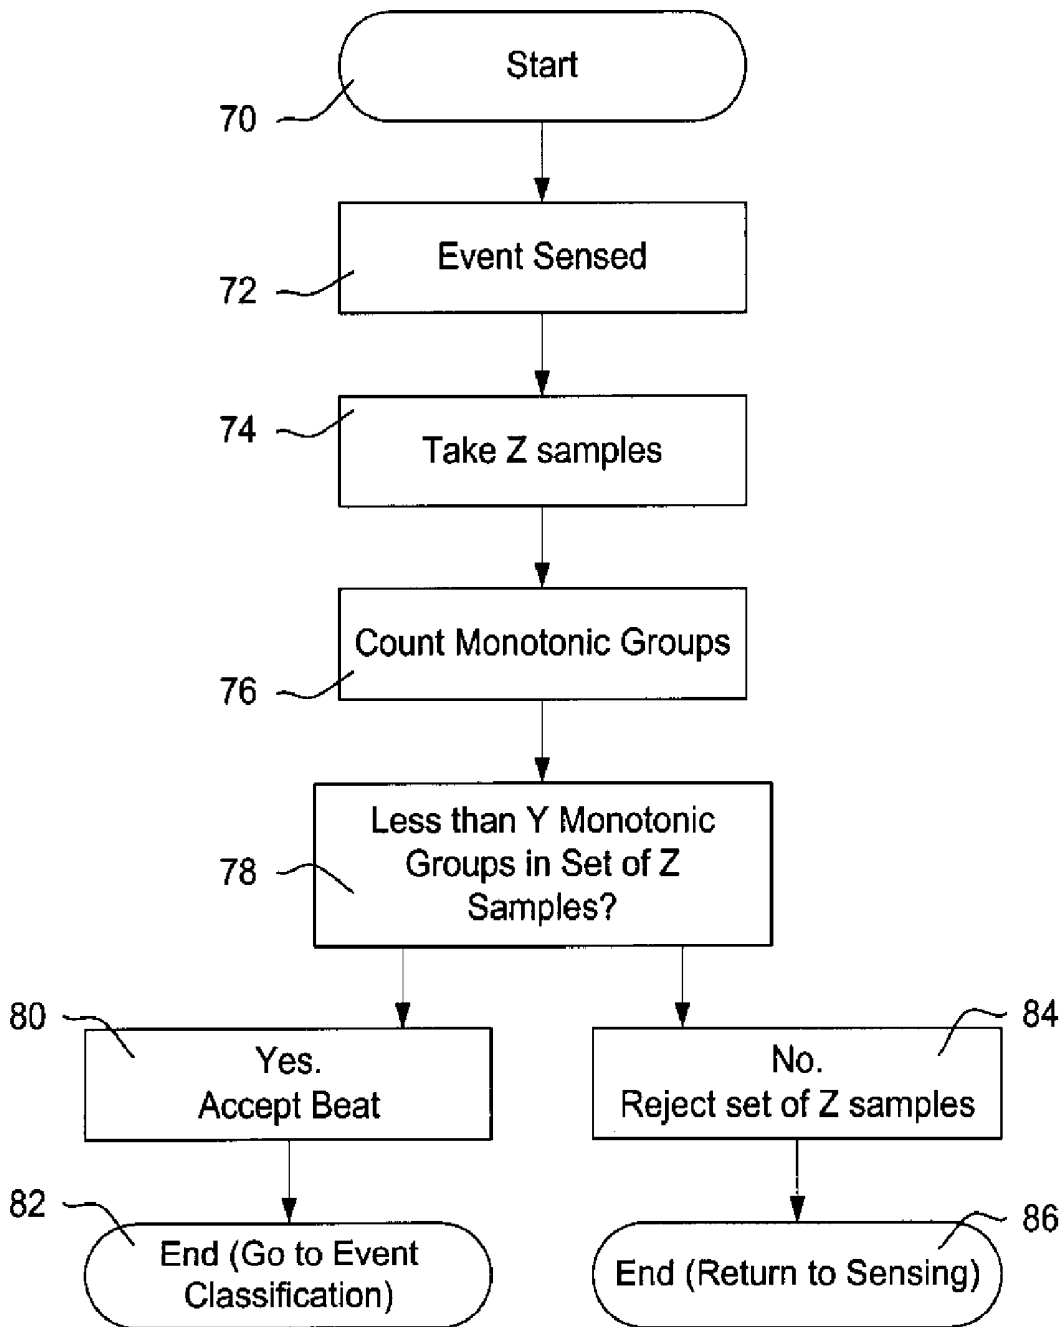 Start
70
Event Sensed
72
74
Take Z samples
Count Monotonic Groups
76
Less than Y Monotonic
Groups in Set of Z
Samples?
78
80
Yes.
Accept Beat
84
No.
Reject set of Z samples
82
End (Go to Event
Classification)
86
End (Return to Sensing)